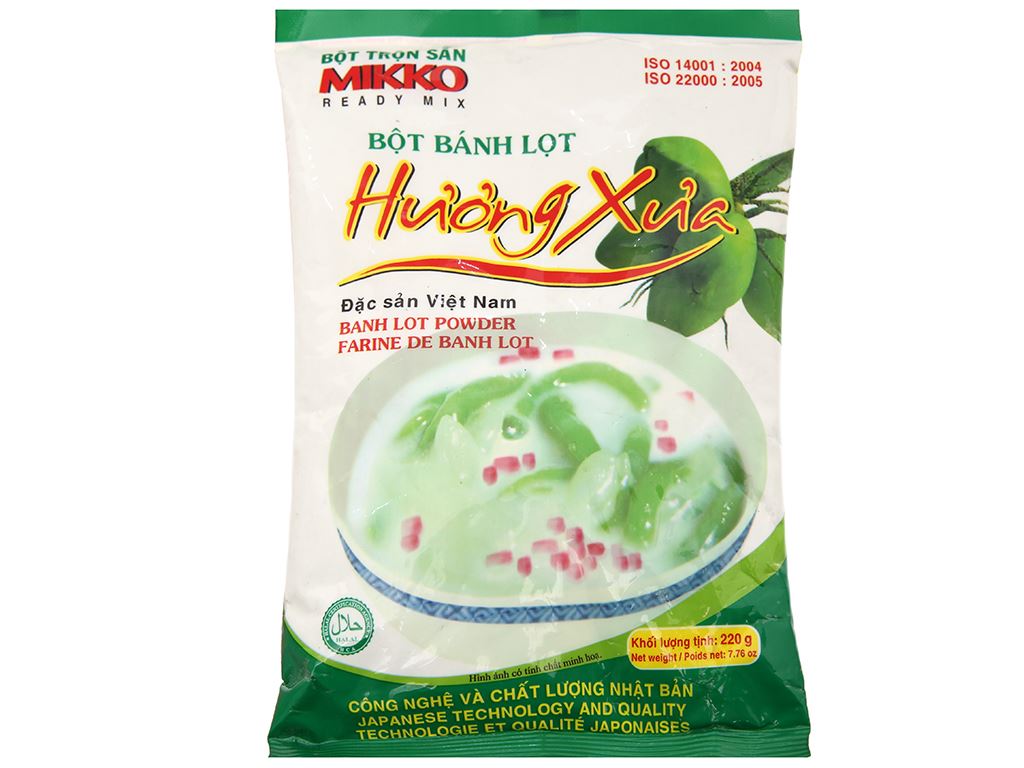 BỘT TRỘN SẴN
MIKKO
READY MIX
ISO 14001 : 2004
ISO 22000 : 2005
BỘT BÁNH LỌT
Hương Xưa
Đặc sản Việt Nam
BANH LOT POWDER
FARINE DE BANH LOT
حلال
HALAL
Khối lượng tịnh: 220 g
Net weight / Poids net: 7.76 oz
Hình ảnh có tính chất minh họa.
CÔNG NGHỆ VÀ CHẤT LƯỢNG NHẬT BẢN
JAPANESE TECHNOLOGY AND QUALITY
TECHNOLOGIE ET QUALITÉ JAPONAISES